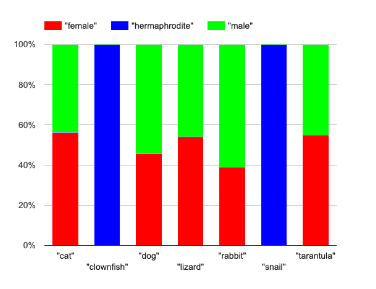 "female" "hermaphrodite" "male"
100%
80%
60%
40%
20%
0%
"cat" "dog" "rabbit" "tarantula"
"clownfish" "lizard" "snail"